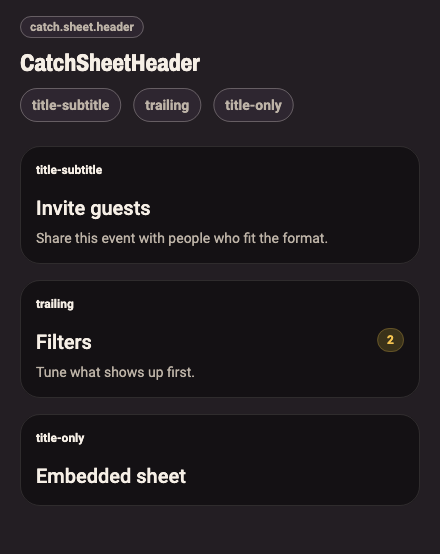 catch.sheet.header
CatchSheetHeader
title-subtitle trailing title-only
title-subtitle
Invite guests
Share this event with people who fit the format.
trailing
Filters 2
Tune what shows up first.
title-only
Embedded sheet